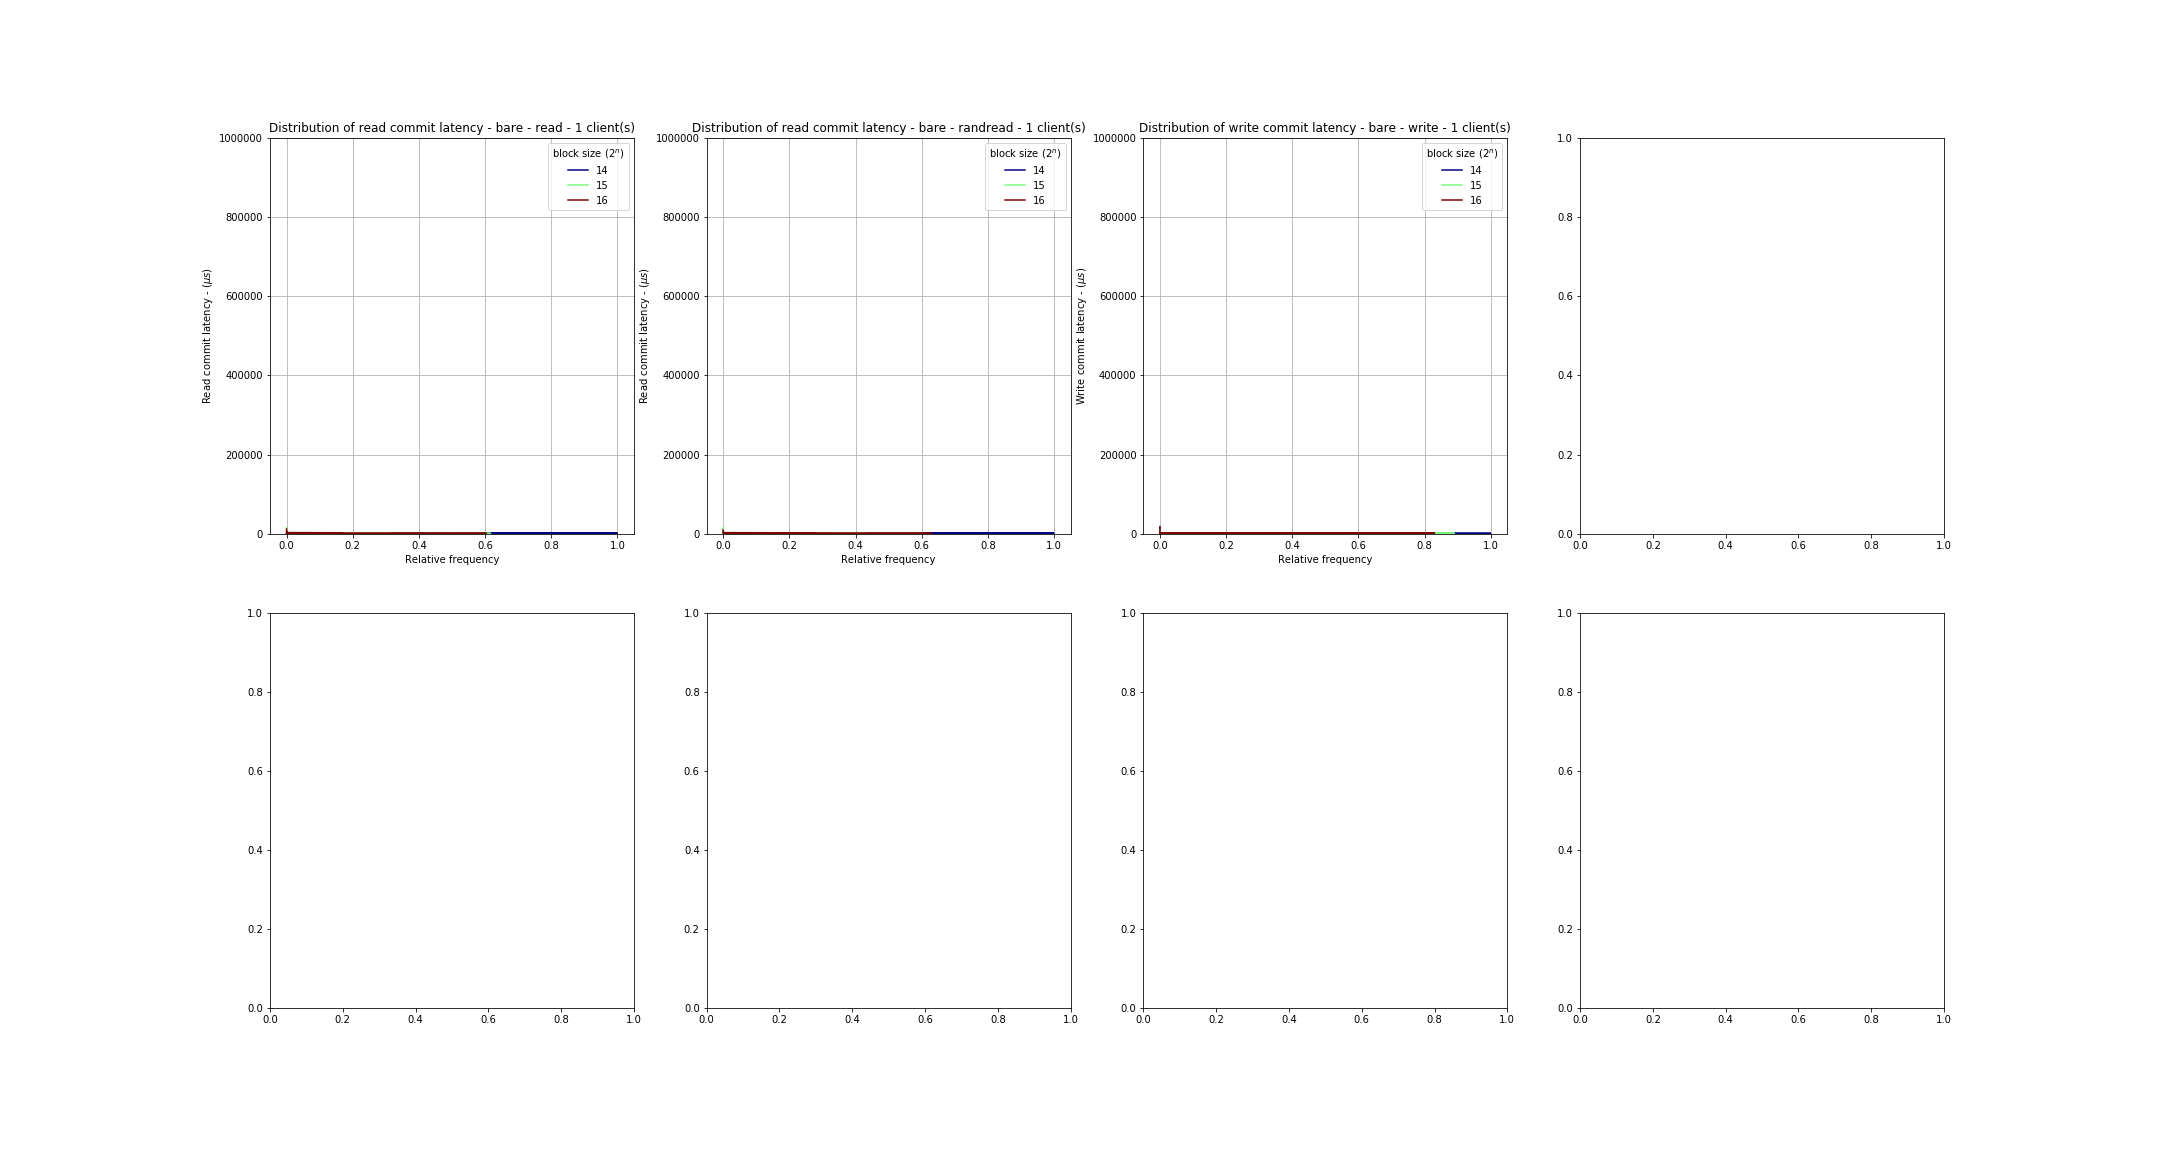 Distribution of read commit latency - bare - read - 1 client(s)
Distribution of read commit latency - bare - randread - 1 client(s)
Distribution of write commit latency - bare - write - 1 client(s)
1000000
800000
600000
400000
200000
0
Read commit latency - (µs)
block size (2ⁿ)
14
15
16
0.0 0.2 0.4 0.6 0.8 1.0
Relative frequency
1000000
800000
600000
400000
200000
0
Read commit latency - (µs)
block size (2ⁿ)
14
15
16
0.0 0.2 0.4 0.6 0.8 1.0
Relative frequency
1000000
800000
600000
400000
200000
0
Write commit latency - (µs)
block size (2ⁿ)
14
15
16
0.0 0.2 0.4 0.6 0.8 1.0
Relative frequency
1.0
0.8
0.6
0.4
0.2
0.0
0.0 0.2 0.4 0.6 0.8 1.0
1.0
0.8
0.6
0.4
0.2
0.0
0.0 0.2 0.4 0.6 0.8 1.0
1.0
0.8
0.6
0.4
0.2
0.0
0.0 0.2 0.4 0.6 0.8 1.0
1.0
0.8
0.6
0.4
0.2
0.0
0.0 0.2 0.4 0.6 0.8 1.0
1.0
0.8
0.6
0.4
0.2
0.0
0.0 0.2 0.4 0.6 0.8 1.0